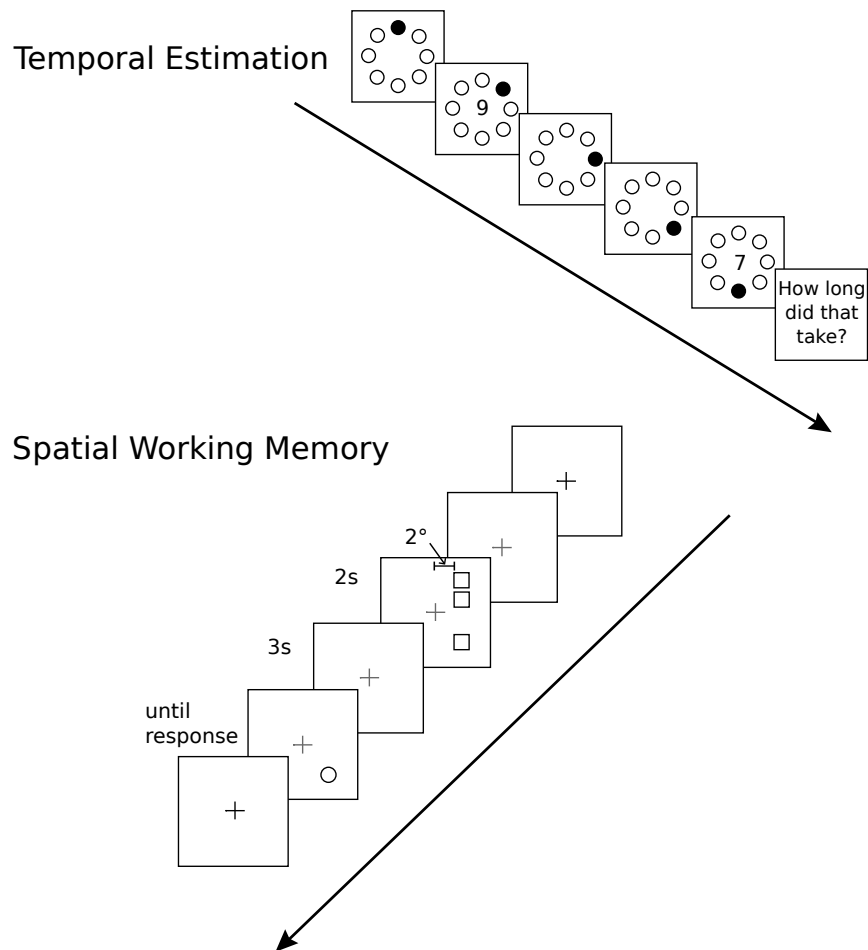 Temporal Estimation
9
7
How long
did that
take?
Spatial Working Memory
2°
2s
3s
until
response